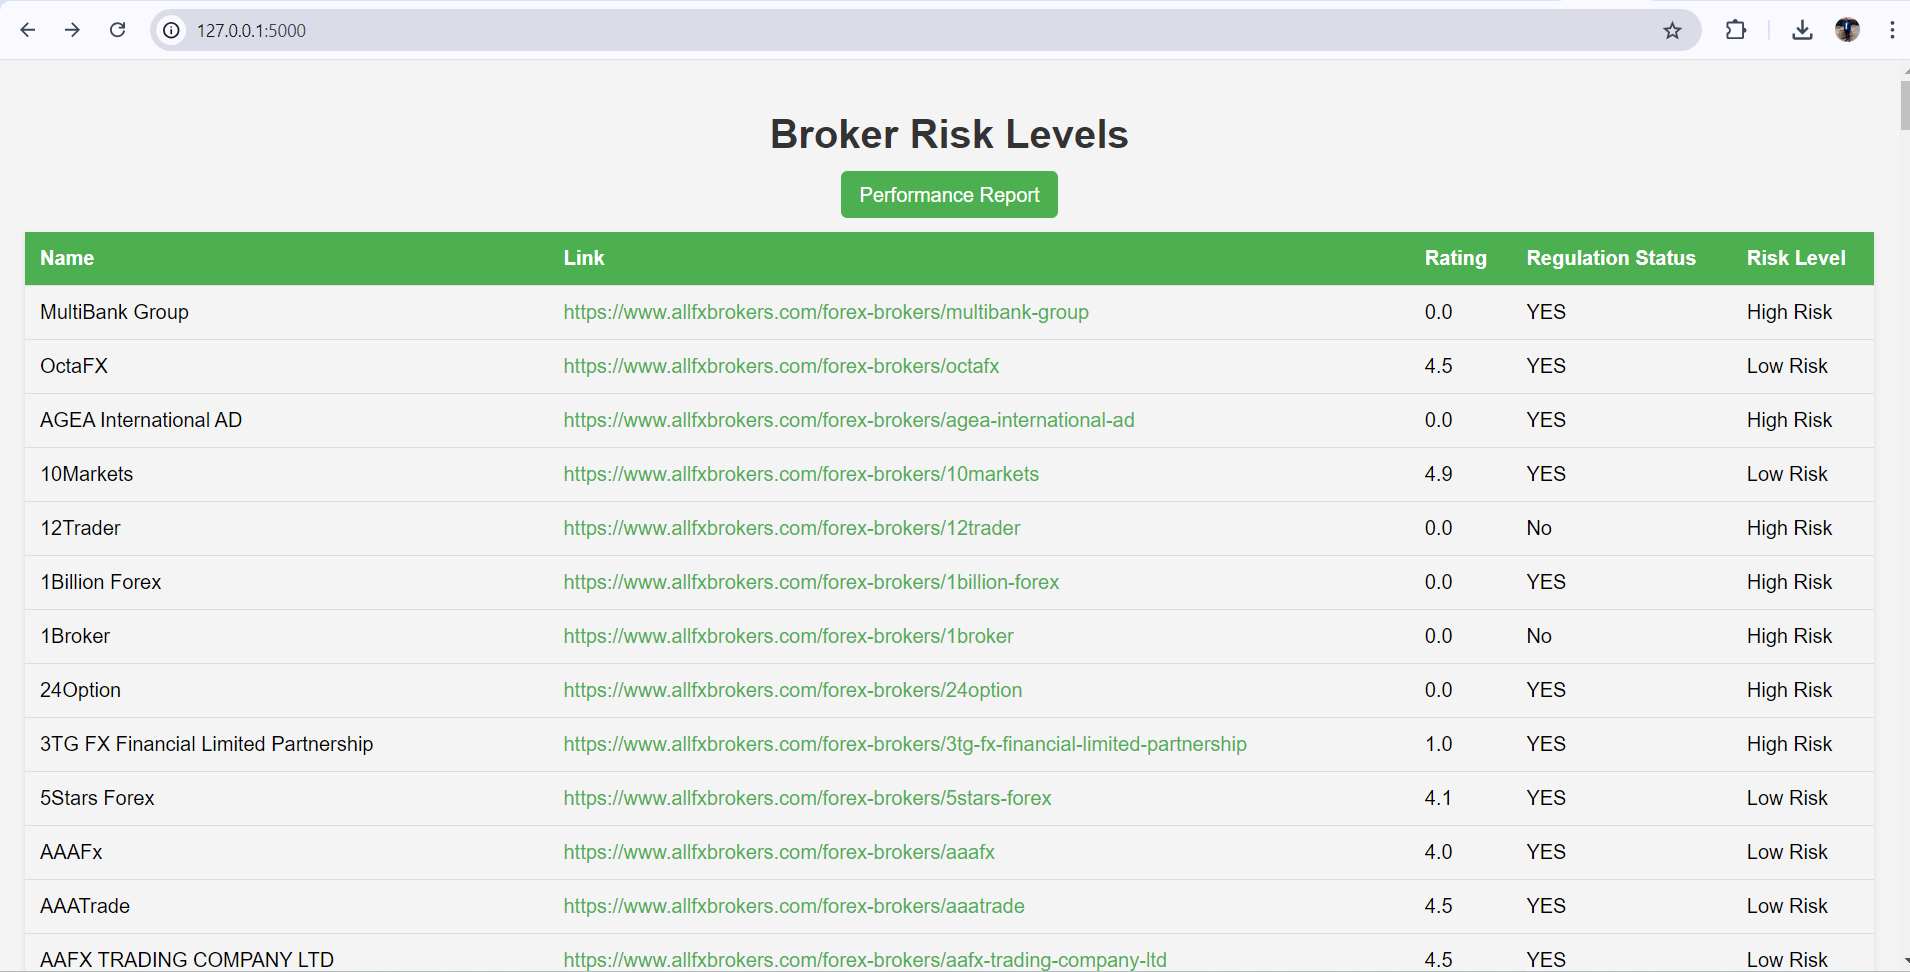 127.0.0.1:5000
Broker Risk Levels
Performance Report
Name Link Rating Regulation Status Risk Level
MultiBank Group https://www.allfxbrokers.com/forex-brokers/multibank-group 0.0 YES High Risk
OctaFX https://www.allfxbrokers.com/forex-brokers/octafx 4.5 YES Low Risk
AGEA International AD https://www.allfxbrokers.com/forex-brokers/agea-international-ad 0.0 YES High Risk
10Markets https://www.allfxbrokers.com/forex-brokers/10markets 4.9 YES Low Risk
12Trader https://www.allfxbrokers.com/forex-brokers/12trader 0.0 No High Risk
1Billion Forex https://www.allfxbrokers.com/forex-brokers/1billion-forex 0.0 YES High Risk
1Broker https://www.allfxbrokers.com/forex-brokers/1broker 0.0 No High Risk
24Option https://www.allfxbrokers.com/forex-brokers/24option 0.0 YES High Risk
3TG FX Financial Limited Partnership https://www.allfxbrokers.com/forex-brokers/3tg-fx-financial-limited-partnership 1.0 YES High Risk
5Stars Forex https://www.allfxbrokers.com/forex-brokers/5stars-forex 4.1 YES Low Risk
AAAFx https://www.allfxbrokers.com/forex-brokers/aaafx 4.0 YES Low Risk
AAATrade https://www.allfxbrokers.com/forex-brokers/aaatrade 4.5 YES Low Risk
AAFX TRADING COMPANY LTD https://www.allfxbrokers.com/forex-brokers/aafx-trading-company-ltd 4.5 YES Low Risk